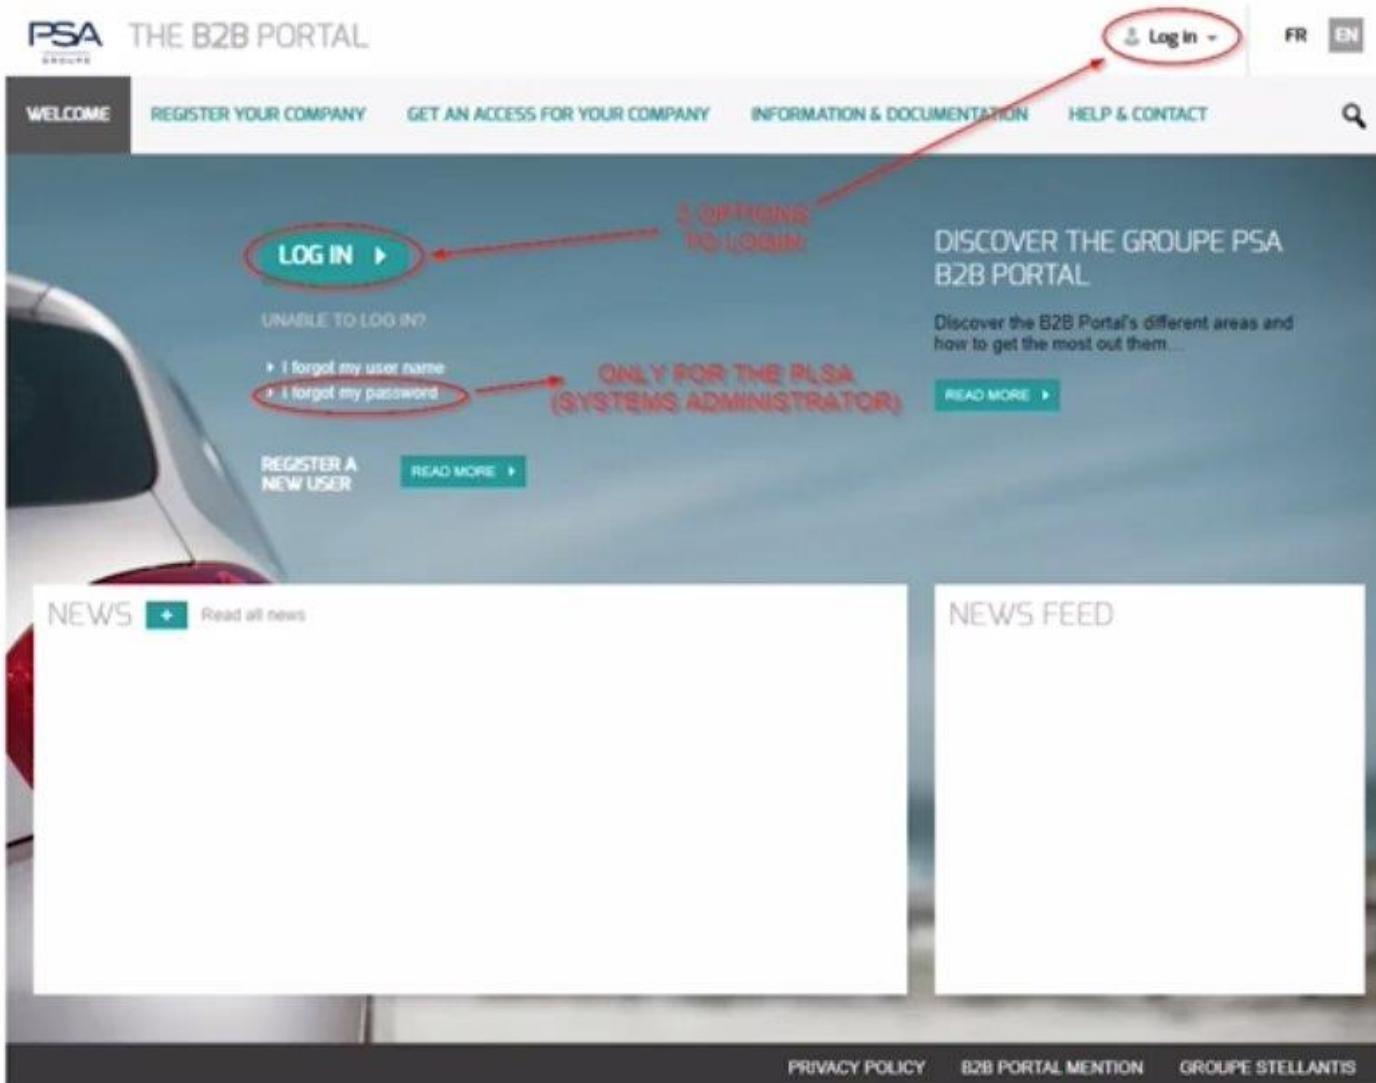 PSA
GROUPE
THE B2B PORTAL
Log in
FR
EN
WELCOME
REGISTER YOUR COMPANY
GET AN ACCESS FOR YOUR COMPANY
INFORMATION & DOCUMENTATION
HELP & CONTACT
2 OPTIONS
TO LOGIN
LOG IN
UNABLE TO LOG IN?
I forgot my user name
I forgot my password
ONLY FOR THE PLSA
(SYSTEMS ADMINISTRATOR)
REGISTER A
NEW USER
READ MORE
DISCOVER THE GROUPE PSA
B2B PORTAL
Discover the B2B Portal's different areas and
how to get the most out them...
READ MORE
NEWS
+
Read all news
NEWS FEED
PRIVACY POLICY
B2B PORTAL MENTION
GROUPE STELLANTIS